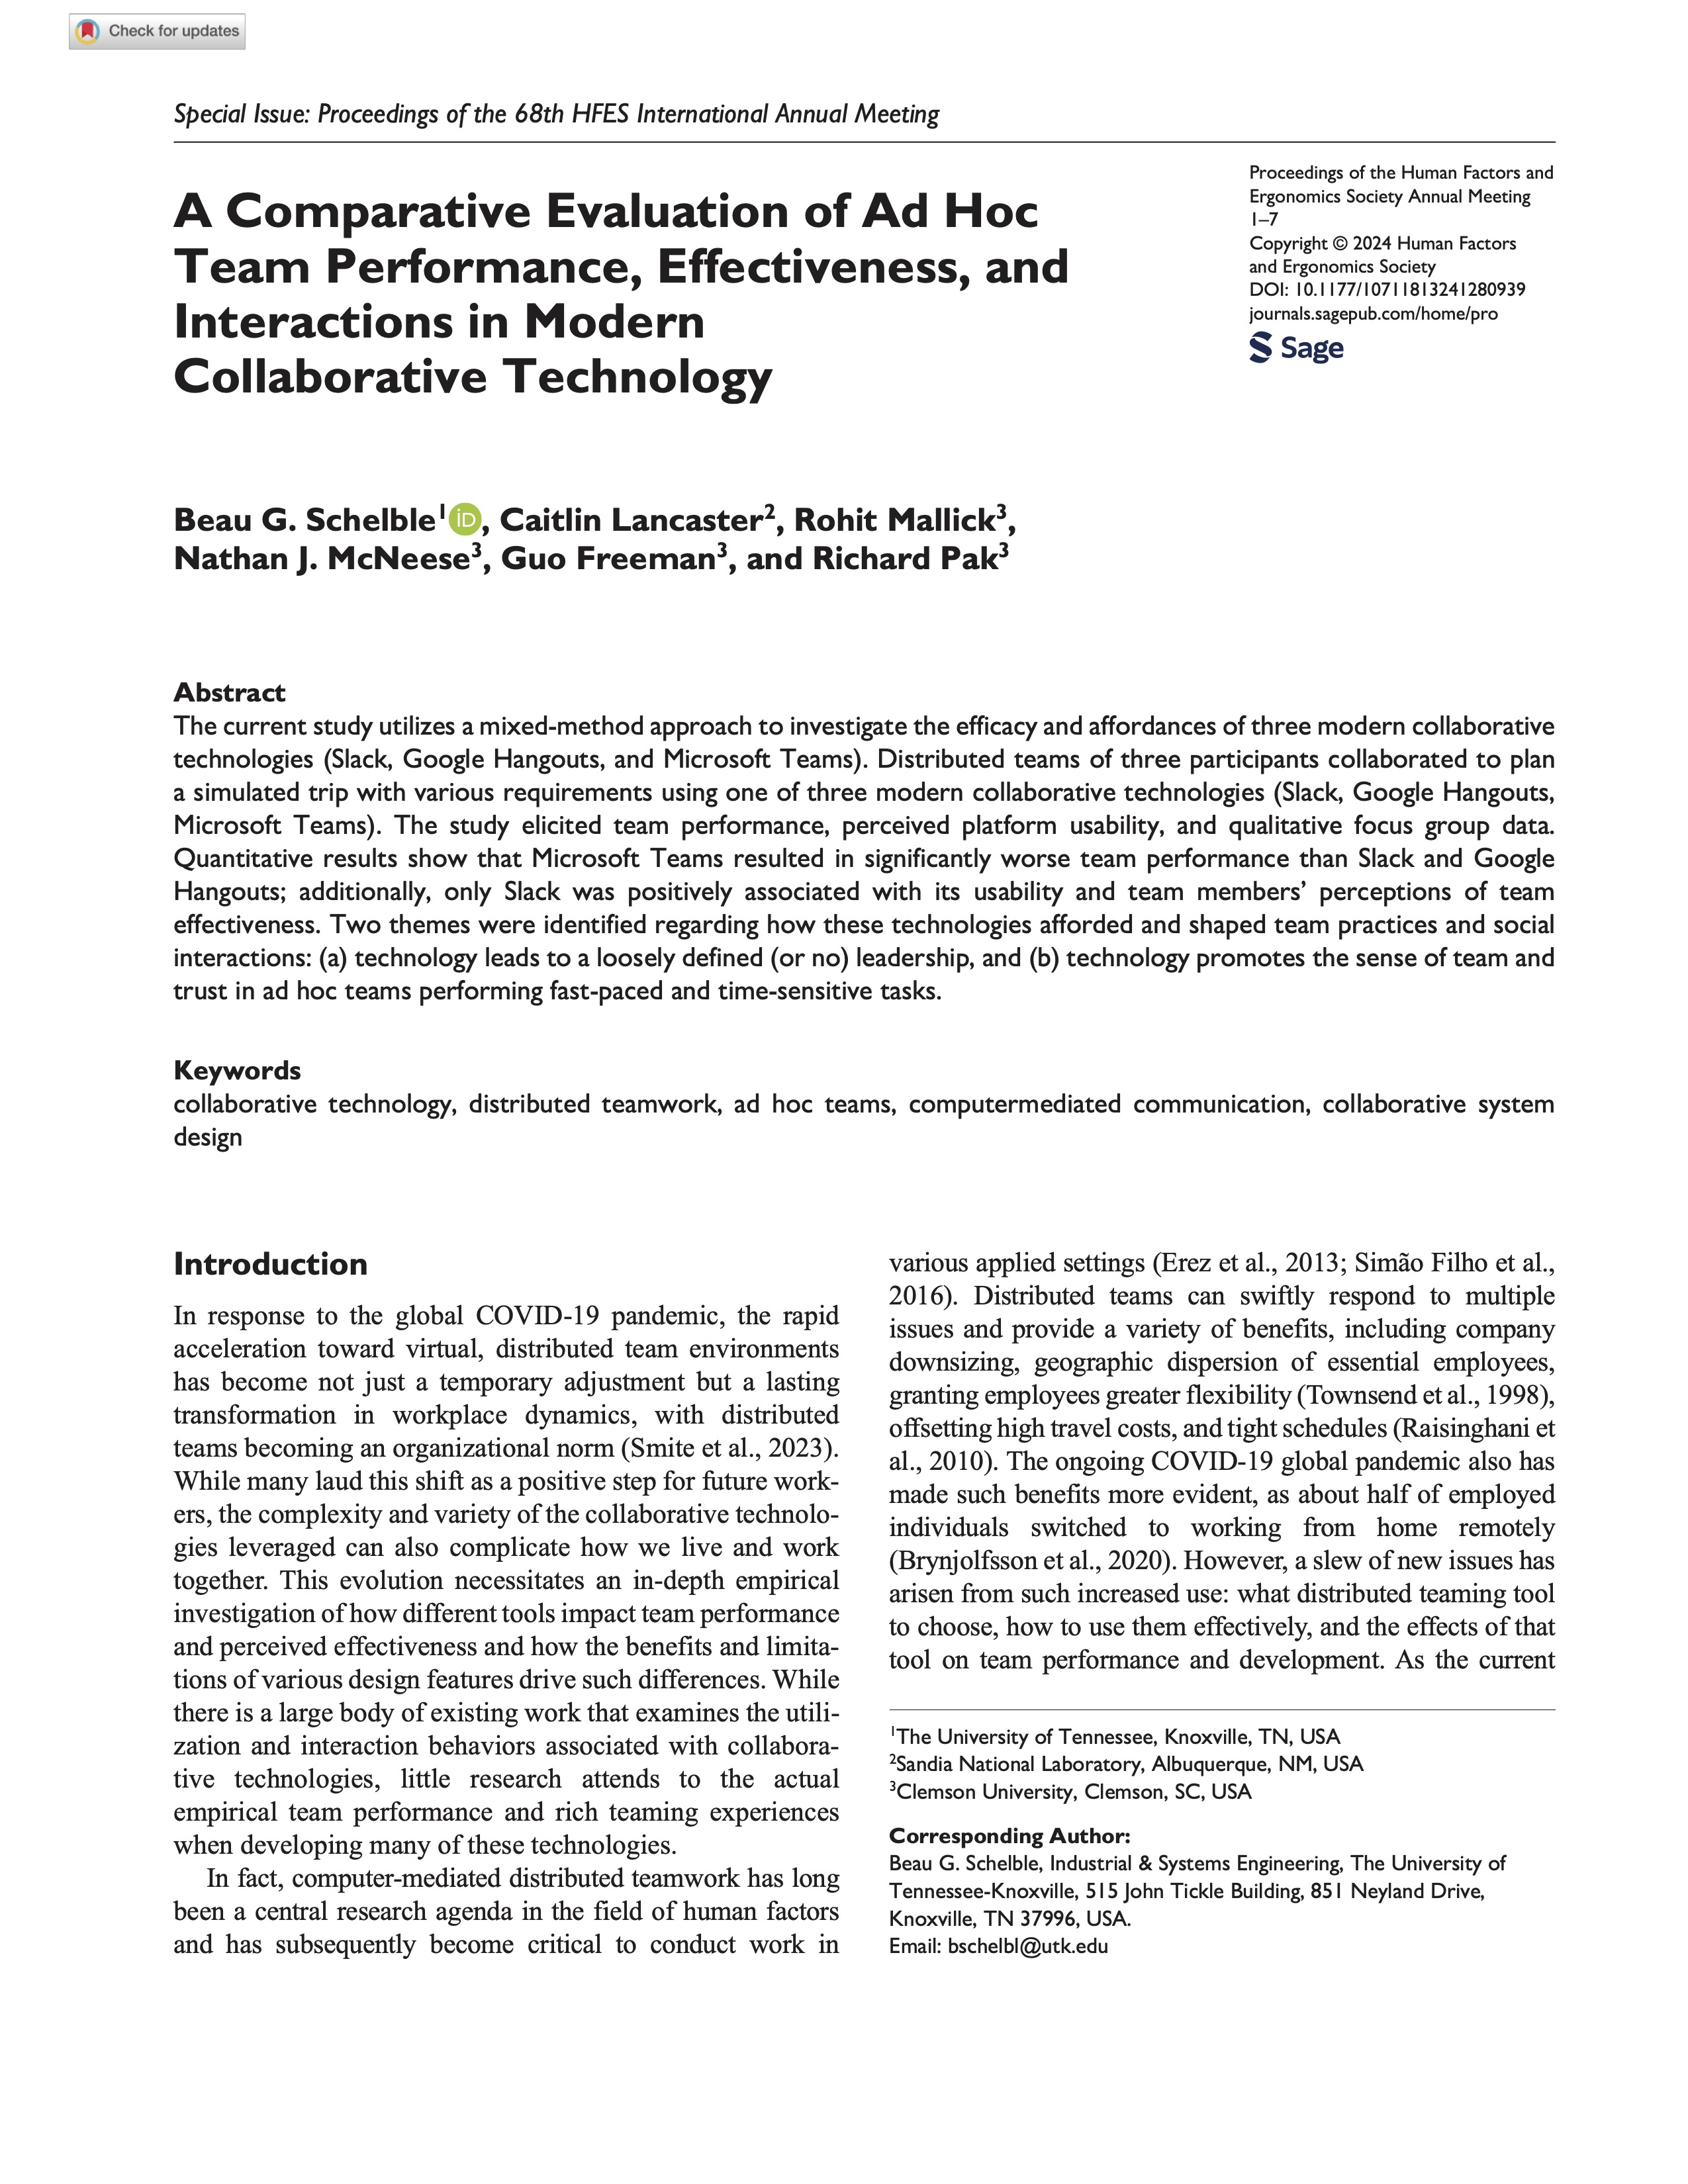 Check for updates
Special Issue: Proceedings of the 68th HFES International Annual Meeting
A Comparative Evaluation of Ad Hoc
Team Performance, Effectiveness, and
Interactions in Modern
Collaborative Technology
Proceedings of the Human Factors and
Ergonomics Society Annual Meeting
1–7
Copyright © 2024 Human Factors
and Ergonomics Society
DOI: 10.1177/10711813241280939
journals.sagepub.com/home/pro
Sage
Beau G. Schelble1 iD, Caitlin Lancaster2, Rohit Mallick3,
Nathan J. McNeese3, Guo Freeman3, and Richard Pak3
Abstract
The current study utilizes a mixed-method approach to investigate the efficacy and affordances of three modern collaborative
technologies (Slack, Google Hangouts, and Microsoft Teams). Distributed teams of three participants collaborated to plan
a simulated trip with various requirements using one of three modern collaborative technologies (Slack, Google Hangouts,
Microsoft Teams). The study elicited team performance, perceived platform usability, and qualitative focus group data.
Quantitative results show that Microsoft Teams resulted in significantly worse team performance than Slack and Google
Hangouts; additionally, only Slack was positively associated with its usability and team members’ perceptions of team
effectiveness. Two themes were identified regarding how these technologies afforded and shaped team practices and social
interactions: (a) technology leads to a loosely defined (or no) leadership, and (b) technology promotes the sense of team and
trust in ad hoc teams performing fast-paced and time-sensitive tasks.
Keywords
collaborative technology, distributed teamwork, ad hoc teams, computermediated communication, collaborative system
design
Introduction
In response to the global COVID-19 pandemic, the rapid
acceleration toward virtual, distributed team environments
has become not just a temporary adjustment but a lasting
transformation in workplace dynamics, with distributed
teams becoming an organizational norm (Smite et al., 2023).
While many laud this shift as a positive step for future work-
ers, the complexity and variety of the collaborative technolo-
gies leveraged can also complicate how we live and work
together. This evolution necessitates an in-depth empirical
investigation of how different tools impact team performance
and perceived effectiveness and how the benefits and limita-
tions of various design features drive such differences. While
there is a large body of existing work that examines the utili-
zation and interaction behaviors associated with collabora-
tive technologies, little research attends to the actual
empirical team performance and rich teaming experiences
when developing many of these technologies.
In fact, computer-mediated distributed teamwork has long
been a central research agenda in the field of human factors
and has subsequently become critical to conduct work in
various applied settings (Erez et al., 2013; Simão Filho et al.,
2016). Distributed teams can swiftly respond to multiple
issues and provide a variety of benefits, including company
downsizing, geographic dispersion of essential employees,
granting employees greater flexibility (Townsend et al., 1998),
offsetting high travel costs, and tight schedules (Raisinghani et
al., 2010). The ongoing COVID-19 global pandemic also has
made such benefits more evident, as about half of employed
individuals switched to working from home remotely
(Brynjolfsson et al., 2020). However, a slew of new issues has
arisen from such increased use: what distributed teaming tool
to choose, how to use them effectively, and the effects of that
tool on team performance and development. As the current
1The University of Tennessee, Knoxville, TN, USA
2Sandia National Laboratory, Albuquerque, NM, USA
3Clemson University, Clemson, SC, USA
Corresponding Author:
Beau G. Schelble, Industrial & Systems Engineering, The University of
Tennessee-Knoxville, 515 John Tickle Building, 851 Neyland Drive,
Knoxville, TN 37996, USA.
Email: bschelbl@utk.edu